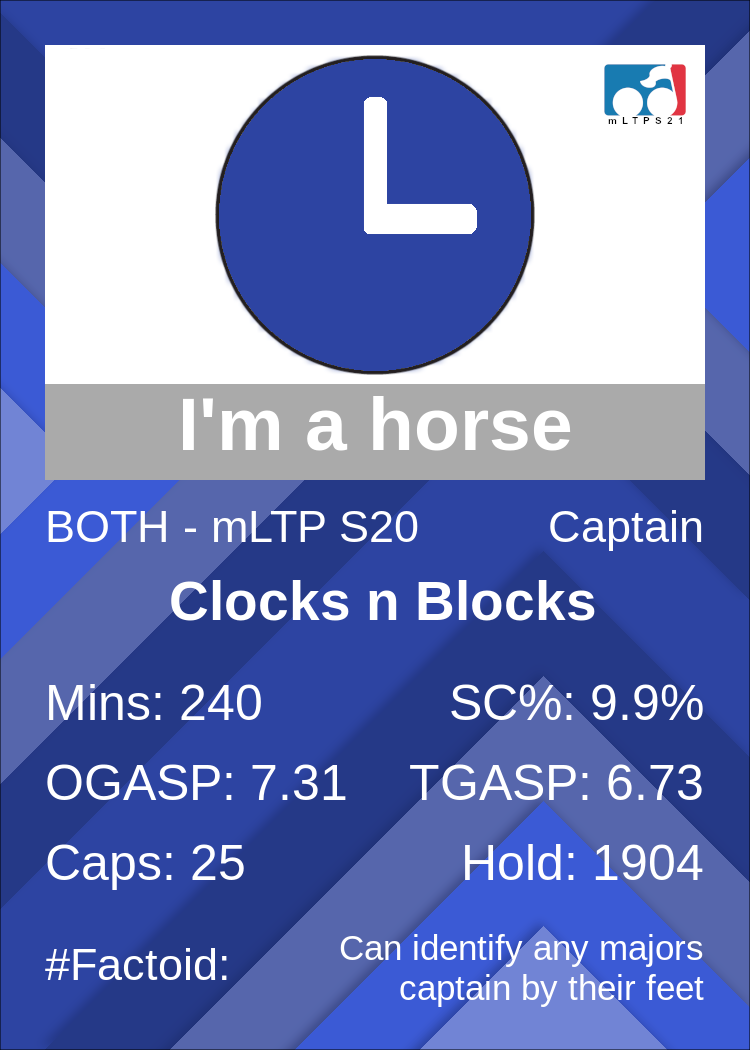 mLTPS21
I'm a horse
BOTH - mLTP S20 Captain
Clocks n Blocks
Mins: 240 SC%: 9.9%
OGASP: 7.31 TGASP: 6.73
Caps: 25 Hold: 1904
#Factoid: Can identify any majors
captain by their feet